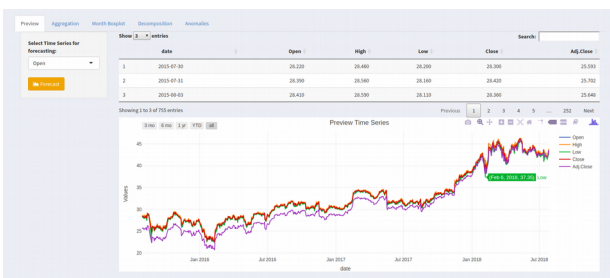 Preview Aggregation Month Boxplot Decomposition Anomalies
Select Time Series for
forecasting:
Open
Forecast
Show 3 entries Search:
date Open High Low Close Adj.Close
1 2015-07-30 28.220 28.460 28.200 28.300 25.593
2 2015-07-31 28.390 28.560 28.160 28.420 25.702
3 2015-08-03 28.410 28.590 28.110 28.360 25.648
Showing 1 to 3 of 755 entries Previous 1 2 3 4 5 ... 252 Next
3 mo 6 mo 1 yr YTD all Preview Time Series
Open
High
Low
Close
Adj.Close
45
40
35
30
25
20
Values
(Feb 6, 2018, 37.35) Low
Jan 2016 Jul 2016 Jan 2017 Jul 2017 Jan 2018 Jul 2018
date